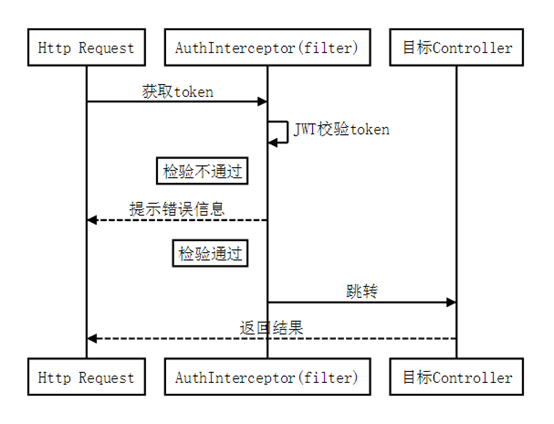 Http Request
AuthInterceptor(filter)
目标Controller
获取token
JWT校验token
检验不通过
提示错误信息
检验通过
跳转
返回结果
Http Request
AuthInterceptor(filter)
目标Controller